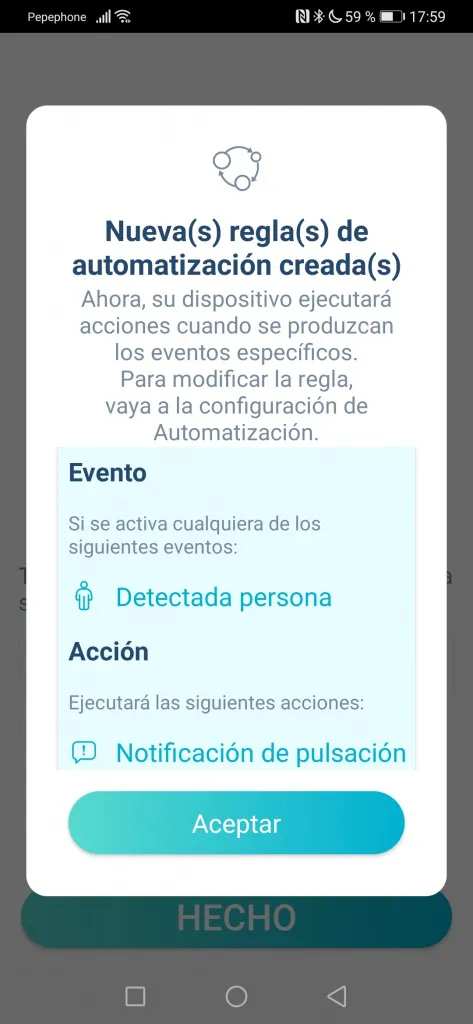 Pepephone 59 % 17:59
Nueva(s) regla(s) de
automatización creada(s)
Ahora, su dispositivo ejecutará
acciones cuando se produzcan
los eventos específicos.
Para modificar la regla,
vaya a la configuración de
Automatización.
Evento
Si se activa cualquiera de los
siguientes eventos:
Detectada persona
Acción
Ejecutará las siguientes acciones:
Notificación de pulsación
Aceptar
HECHO